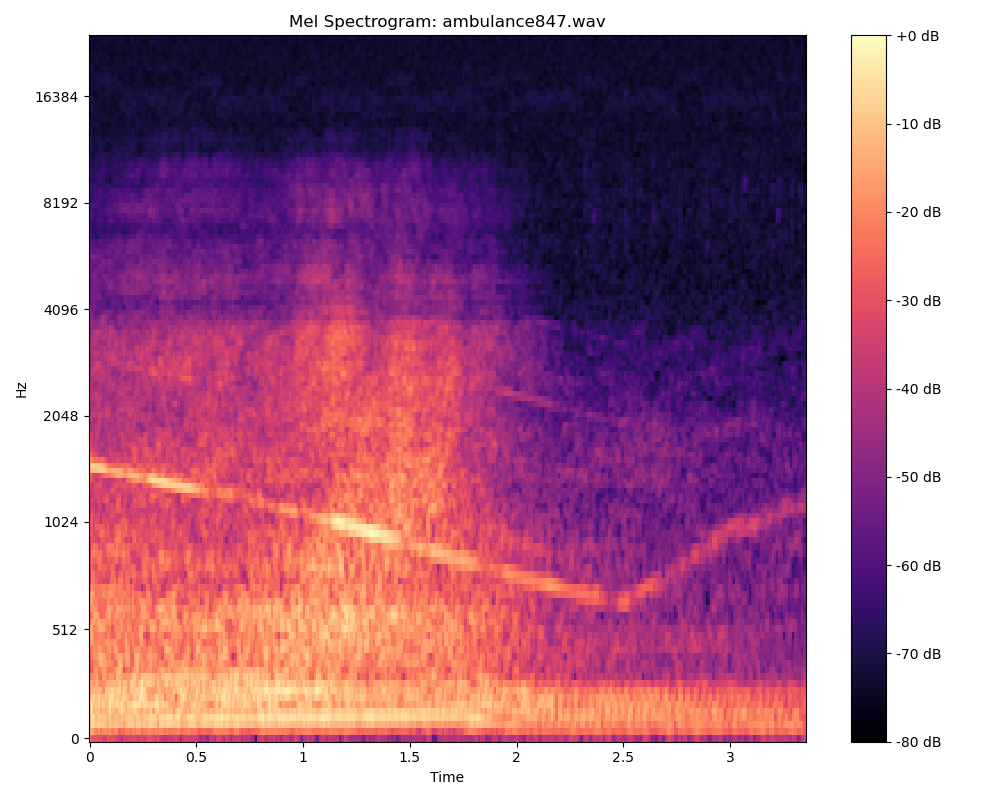 Mel Spectrogram: ambulance847.wav
+0 dB
16384
-10 dB
8192
-20 dB
4096
-30 dB
Hz
2048
-40 dB
1024
-50 dB
512
-60 dB
-70 dB
0
-80 dB
0 0.5 1 1.5 2 2.5 3
Time